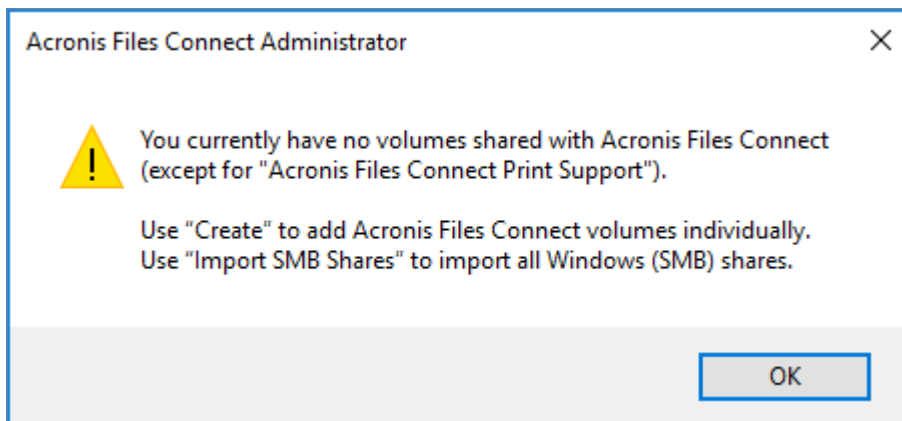 Acronis Files Connect Administrator
You currently have no volumes shared with Acronis Files Connect
(except for "Acronis Files Connect Print Support").
Use “Create” to add Acronis Files Connect volumes individually.
Use “Import SMB Shares” to import all Windows (SMB) shares.
OK